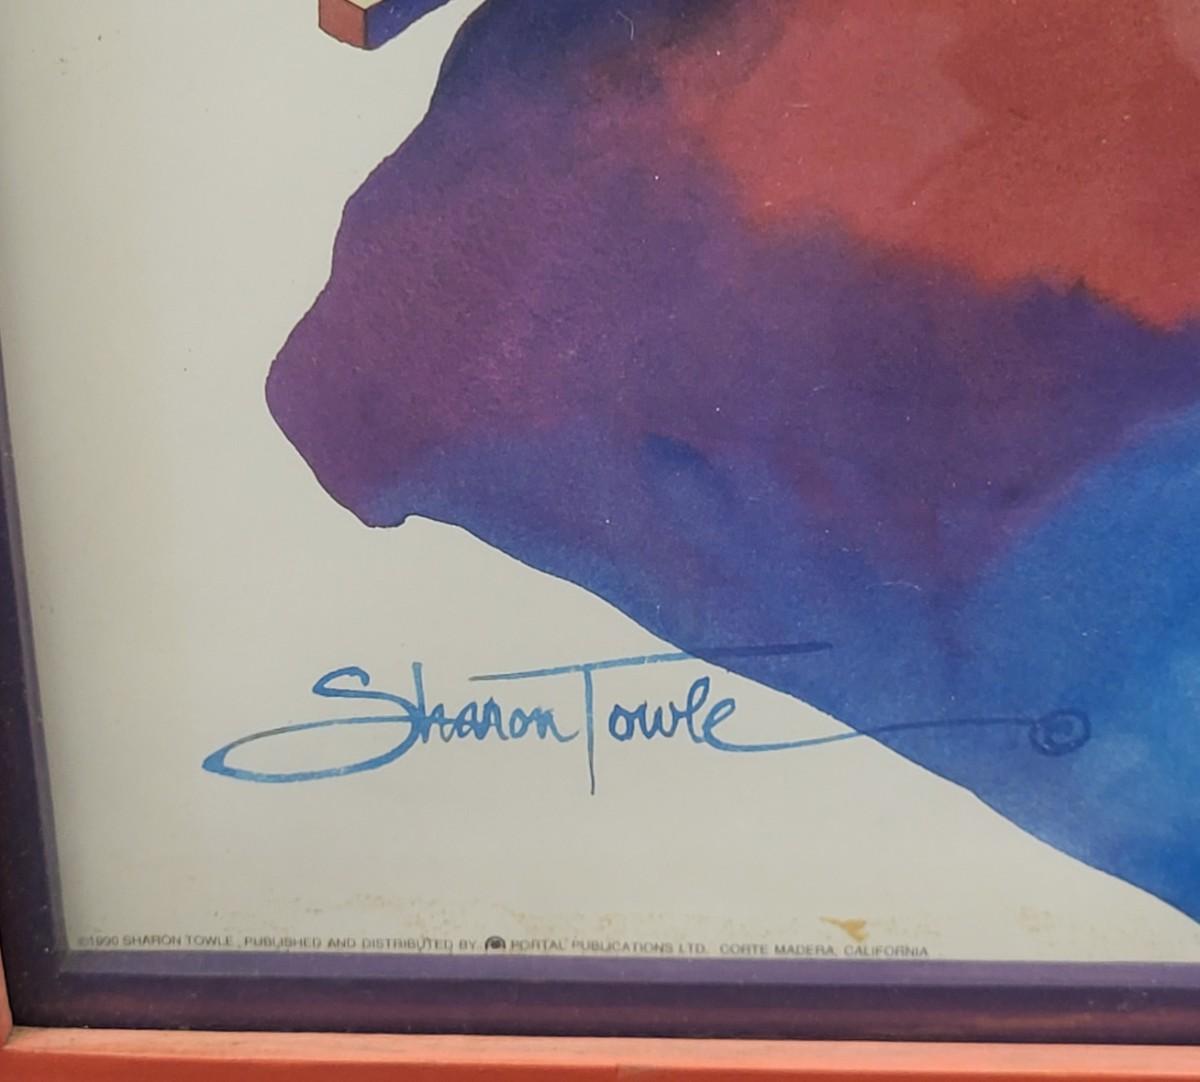 Sharon Towle ©
©1990 SHARON TOWLE, PUBLISHED AND DISTRIBUTED BY PORTAL PUBLICATIONS LTD. CORTE MADERA, CALIFORNIA